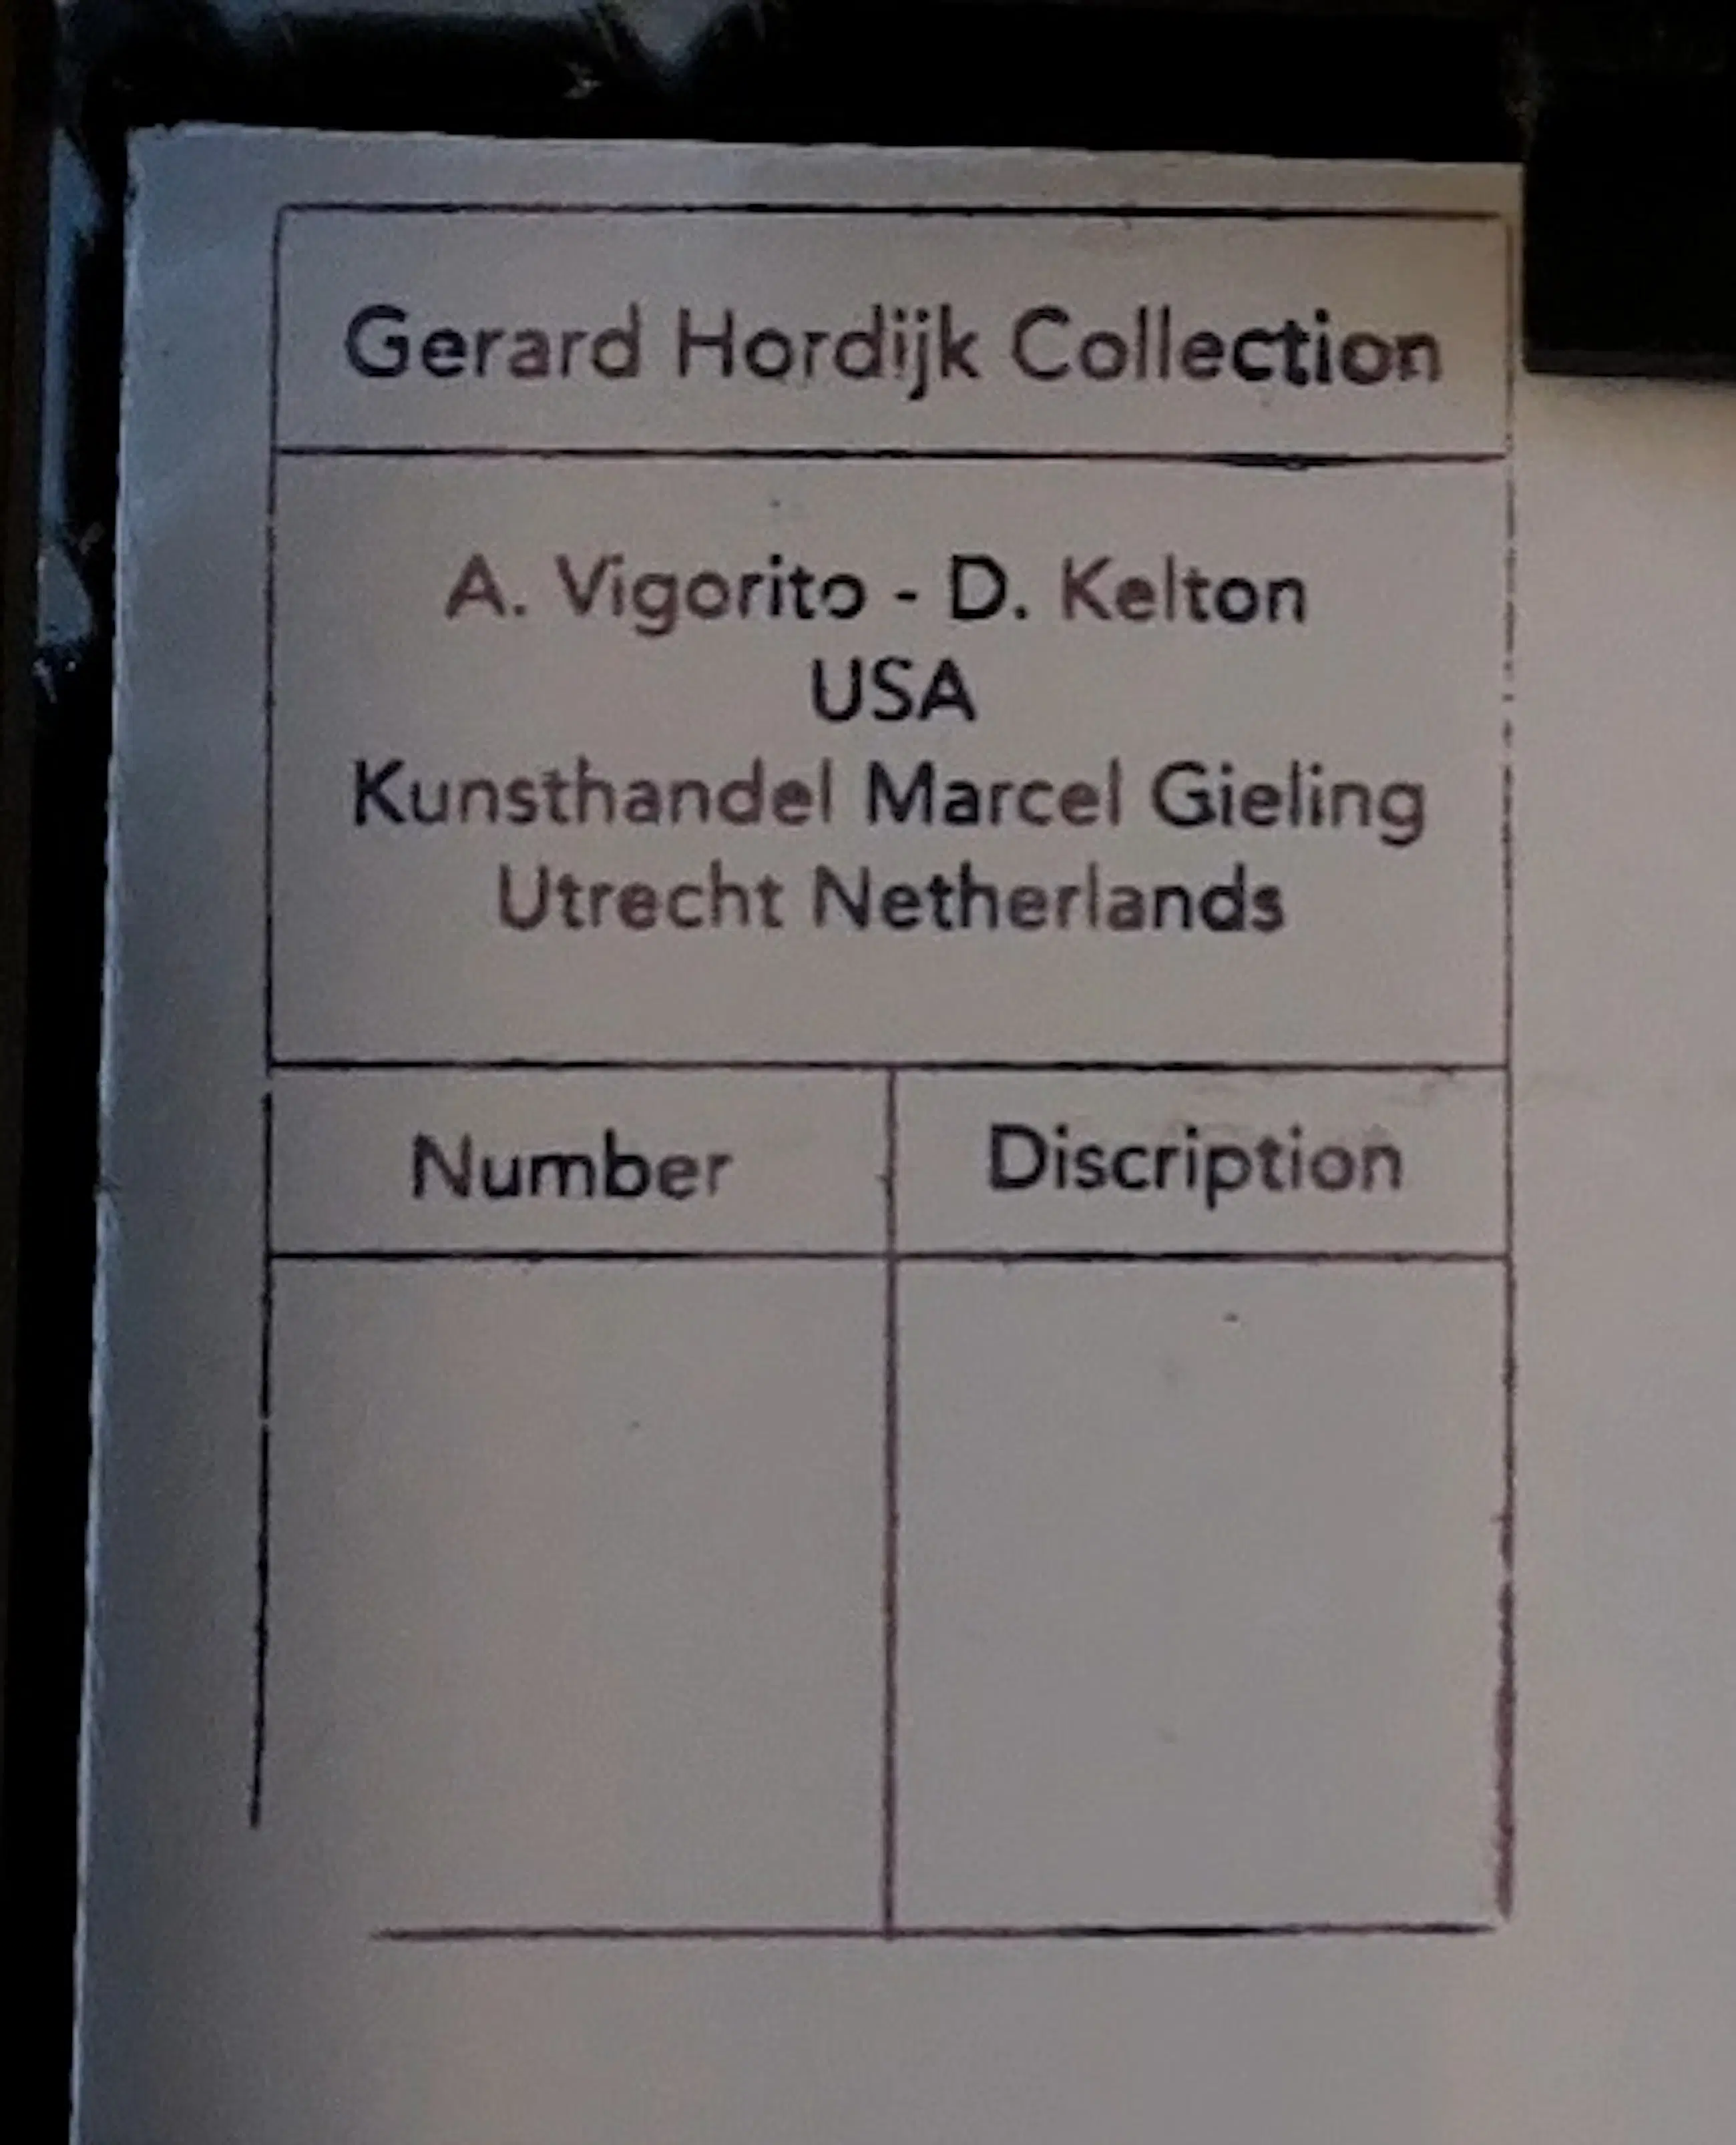 Gerard Hordijk Collection
A. Vigorito - D. Kelton
USA
Kunsthandel Marcel Gieling
Utrecht Netherlands
Number
Discription